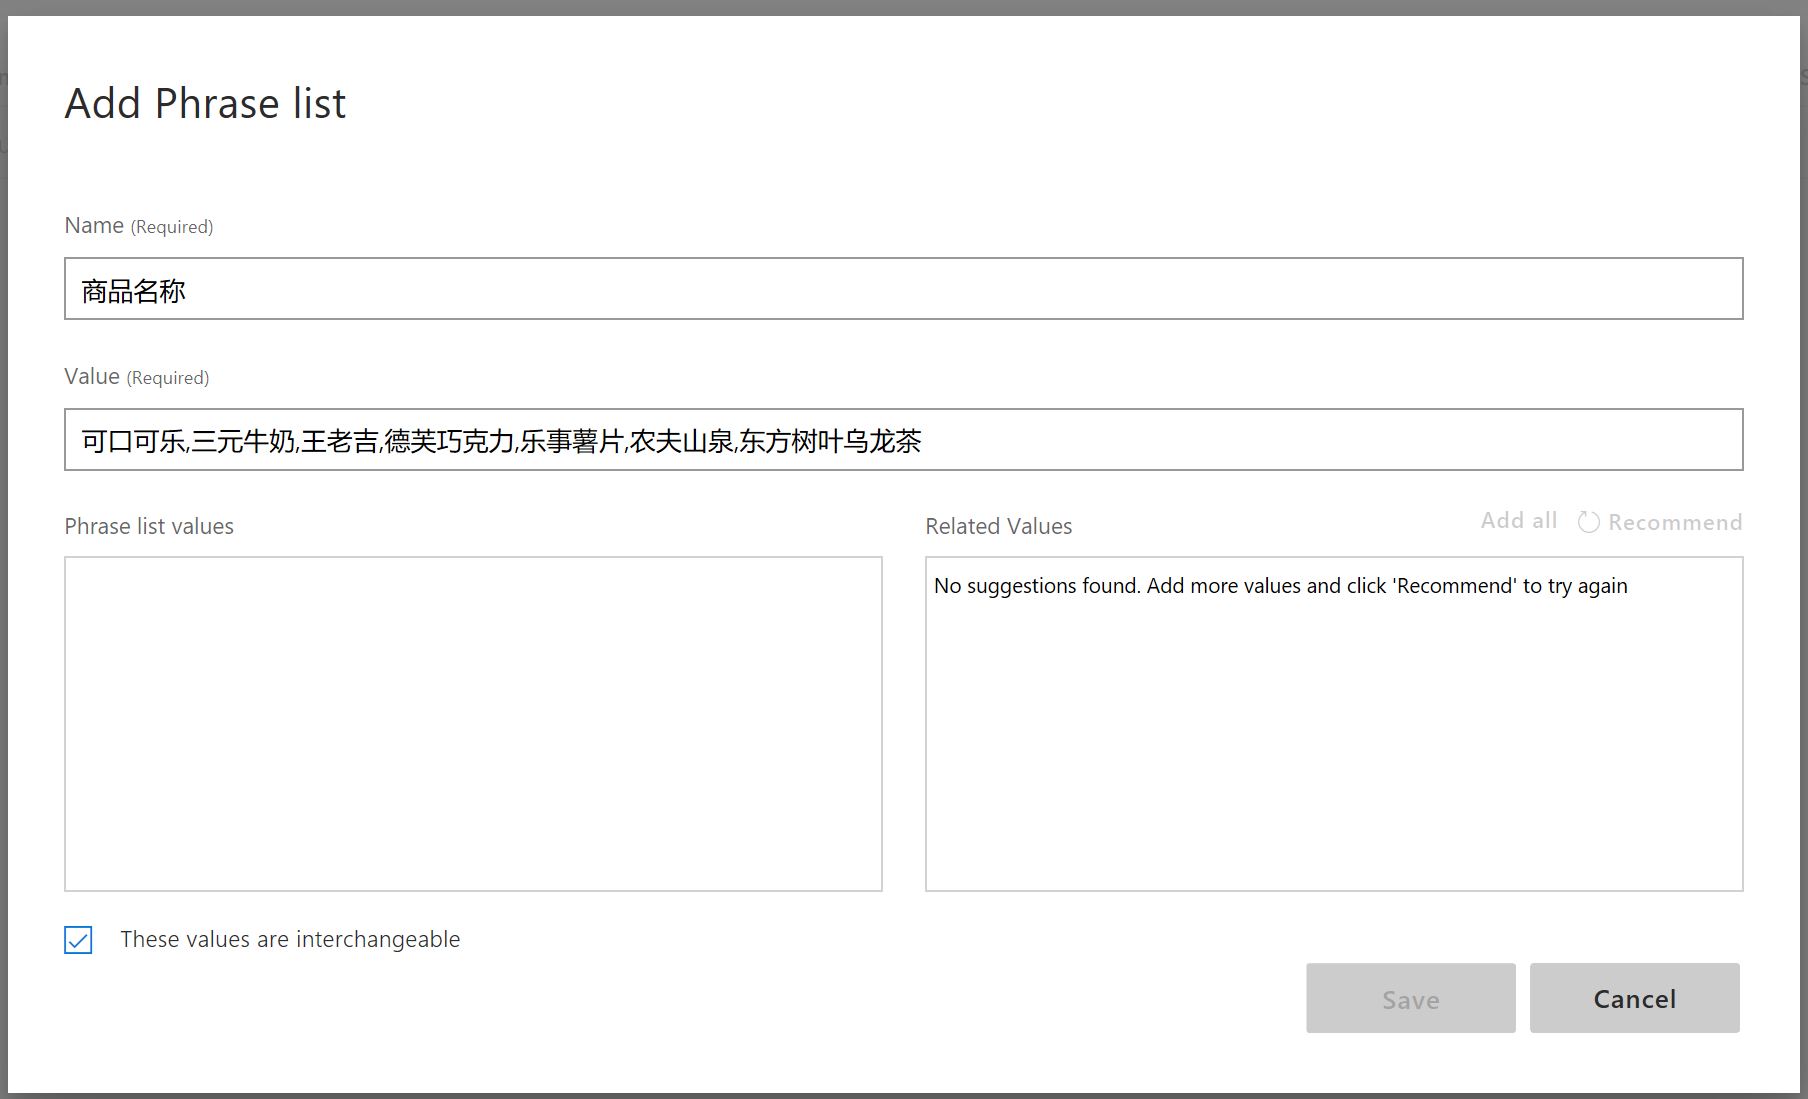 Add Phrase list
Name (Required)
商品名称
Value (Required)
可口可乐,三元牛奶,王老吉,德芙巧克力,乐事薯片,农夫山泉,东方树叶乌龙茶
Phrase list values
Related Values
Add all
Recommend
No suggestions found. Add more values and click 'Recommend' to try again
These values are interchangeable
Save
Cancel